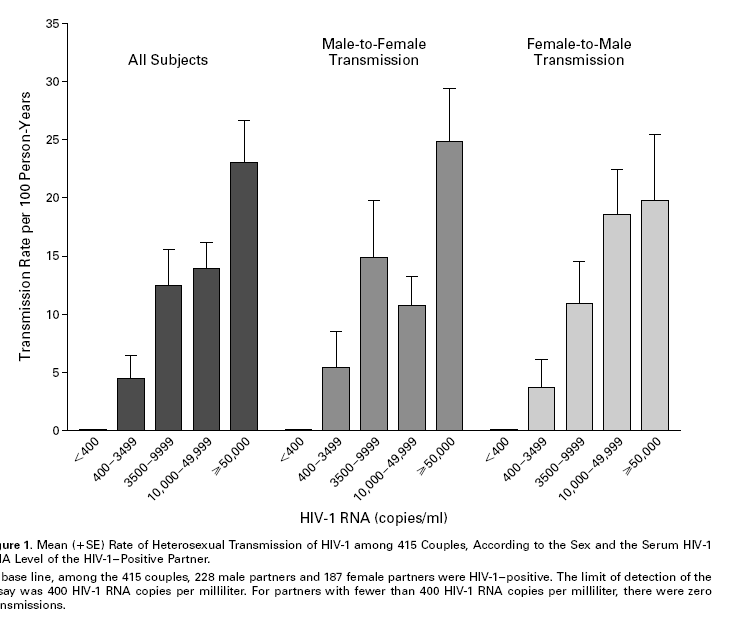 35
30
25
20
15
10
5
0
Transmission Rate per 100 Person-Years
All Subjects
Male-to-Female
Transmission
Female-to-Male
Transmission
<400
400–3499
3500–9999
10,000–49,999
≥50,000
<400
400–3499
3500–9999
10,000–49,999
≥50,000
<400
400–3499
3500–9999
10,000–49,999
≥50,000
HIV-1 RNA (copies/ml)
gure 1. Mean (+SE) Rate of Heterosexual Transmission of HIV-1 among 415 Couples, According to the Sex and the Serum HIV-1
NA Level of the HIV-1–Positive Partner.
base line, among the 415 couples, 228 male partners and 187 female partners were HIV-1–positive. The limit of detection of the
say was 400 HIV-1 RNA copies per milliliter. For partners with fewer than 400 HIV-1 RNA copies per milliliter, there were zero
nsmissions.